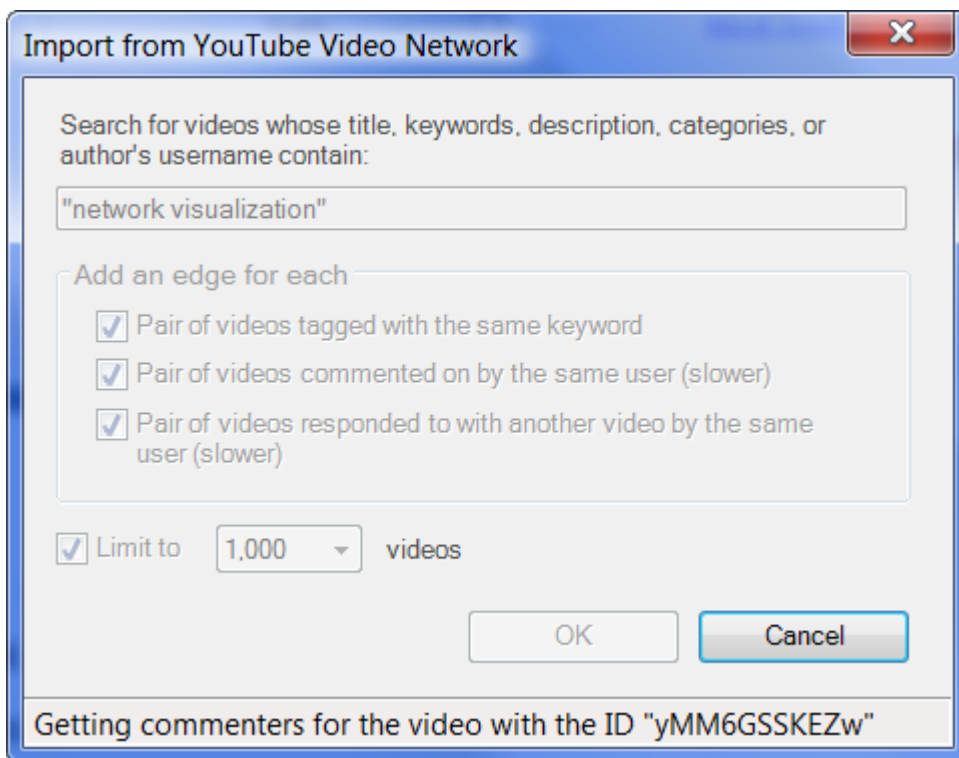 Import from YouTube Video Network
Search for videos whose title, keywords, description, categories, or
author's username contain:
"network visualization"
Add an edge for each
Pair of videos tagged with the same keyword
Pair of videos commented on by the same user (slower)
Pair of videos responded to with another video by the same
user (slower)
Limit to 1,000 videos
OK Cancel
Getting commenters for the video with the ID "yMM6GSSKEZw"